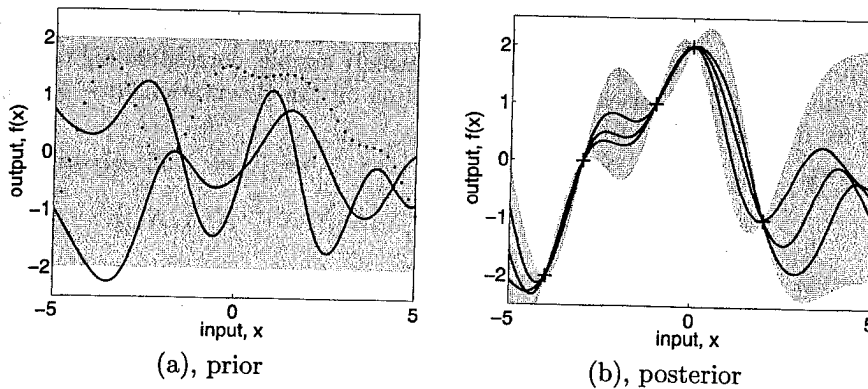 2
1
0
−1
−2
output, f(x)
−5
0
5
input, x
(a), prior
2
1
0
−1
−2
output, f(x)
−5
0
5
input, x
(b), posterior